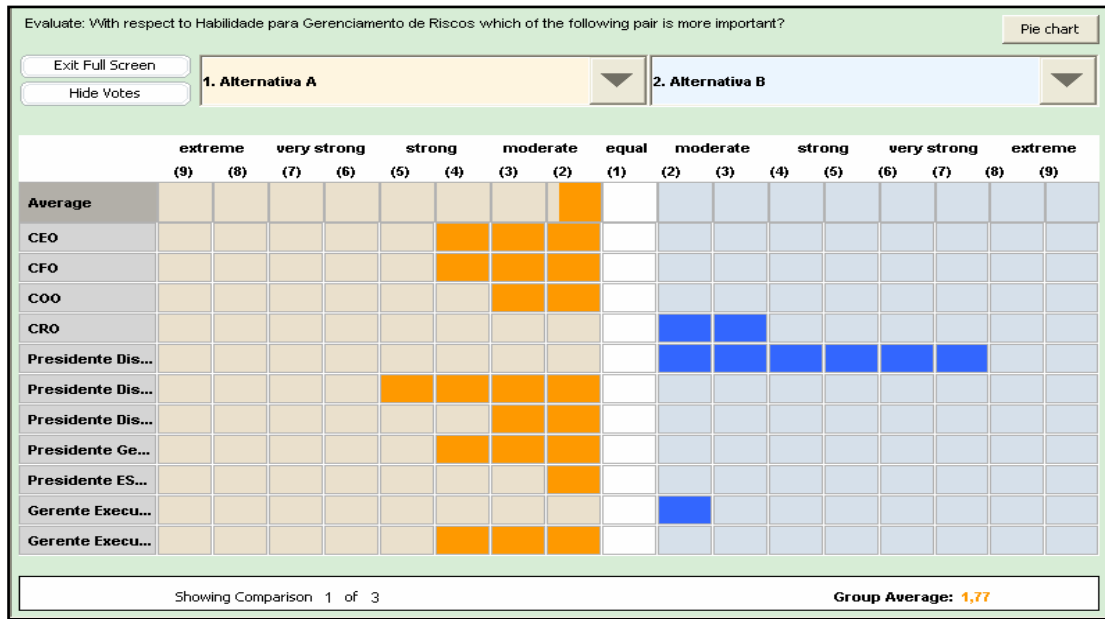 Evaluate: With respect to Habilidade para Gerenciamento de Riscos which of the following pair is more important?
Pie chart
Exit Full Screen
Hide Votes
1. Alternativa A
2. Alternativa B
extreme very strong strong moderate equal moderate strong very strong extreme
(9) (8) (7) (6) (5) (4) (3) (2) (1) (2) (3) (4) (5) (6) (7) (8) (9)
Average
CEO
CFO
COO
CRO
Presidente Dis...
Presidente Dis...
Presidente Dis...
Presidente Ge...
Presidente ES...
Gerente Execu...
Gerente Execu...
Showing Comparison 1 of 3
Group Average: 1,77